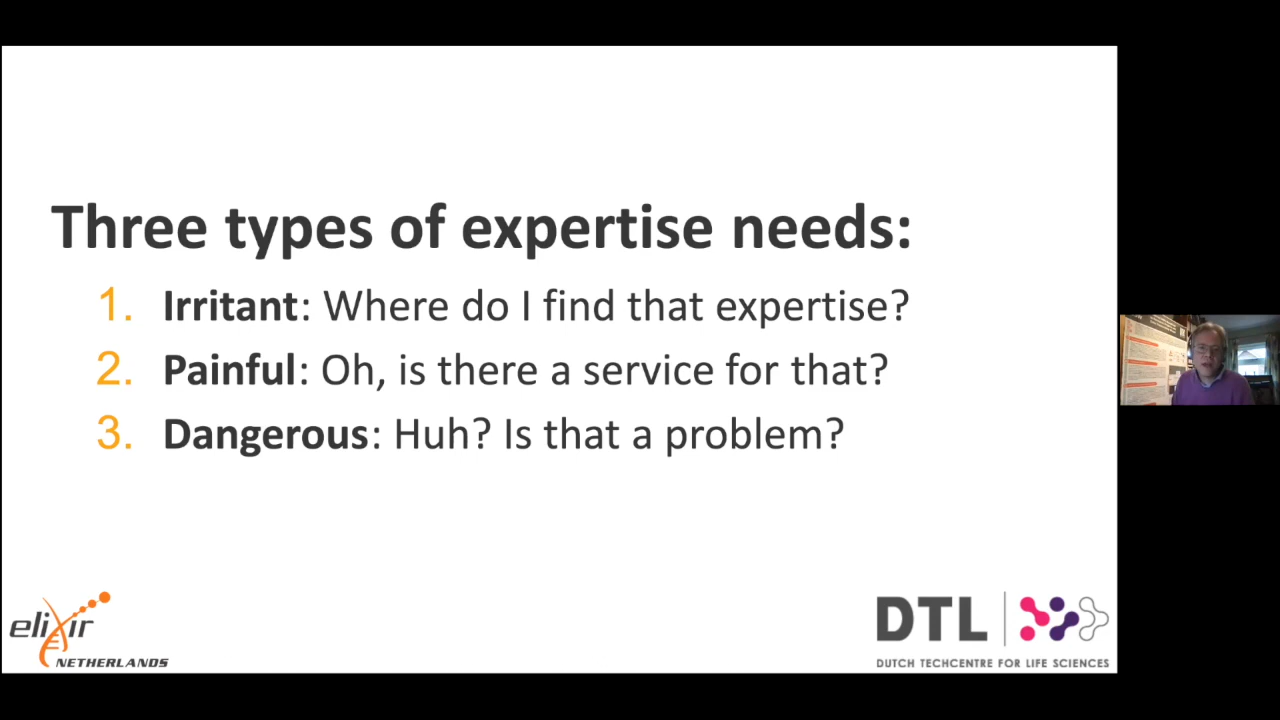 Three types of expertise needs:
1. Irritant: Where do I find that expertise?
2. Painful: Oh, is there a service for that?
3. Dangerous: Huh? Is that a problem?
elixir
NETHERLANDS
DTL
DUTCH TECHCENTRE FOR LIFE SCIENCES